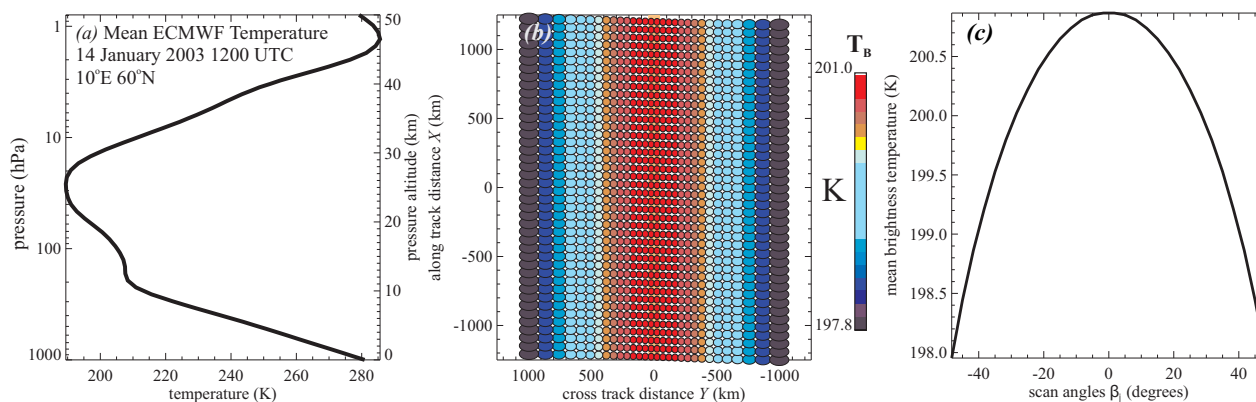 (a) Mean ECMWF Temperature
14 January 2003 1200 UTC
10°E 60°N
1
10
100
1000
pressure (hPa)
200 220 240 260 280
temperature (K)
50
40
30
20
10
0
pressure altitude (km)
(b)
1000
500
0
-500
-1000
along track distance X (km)
1000 500 0 -500 -1000
cross track distance Y (km)
T_B
201.0
K
197.8
(c)
200.5
200.0
199.5
199.0
198.5
198.0
mean brightness temperature (K)
-40 -20 0 20 40
scan angles β_j (degrees)